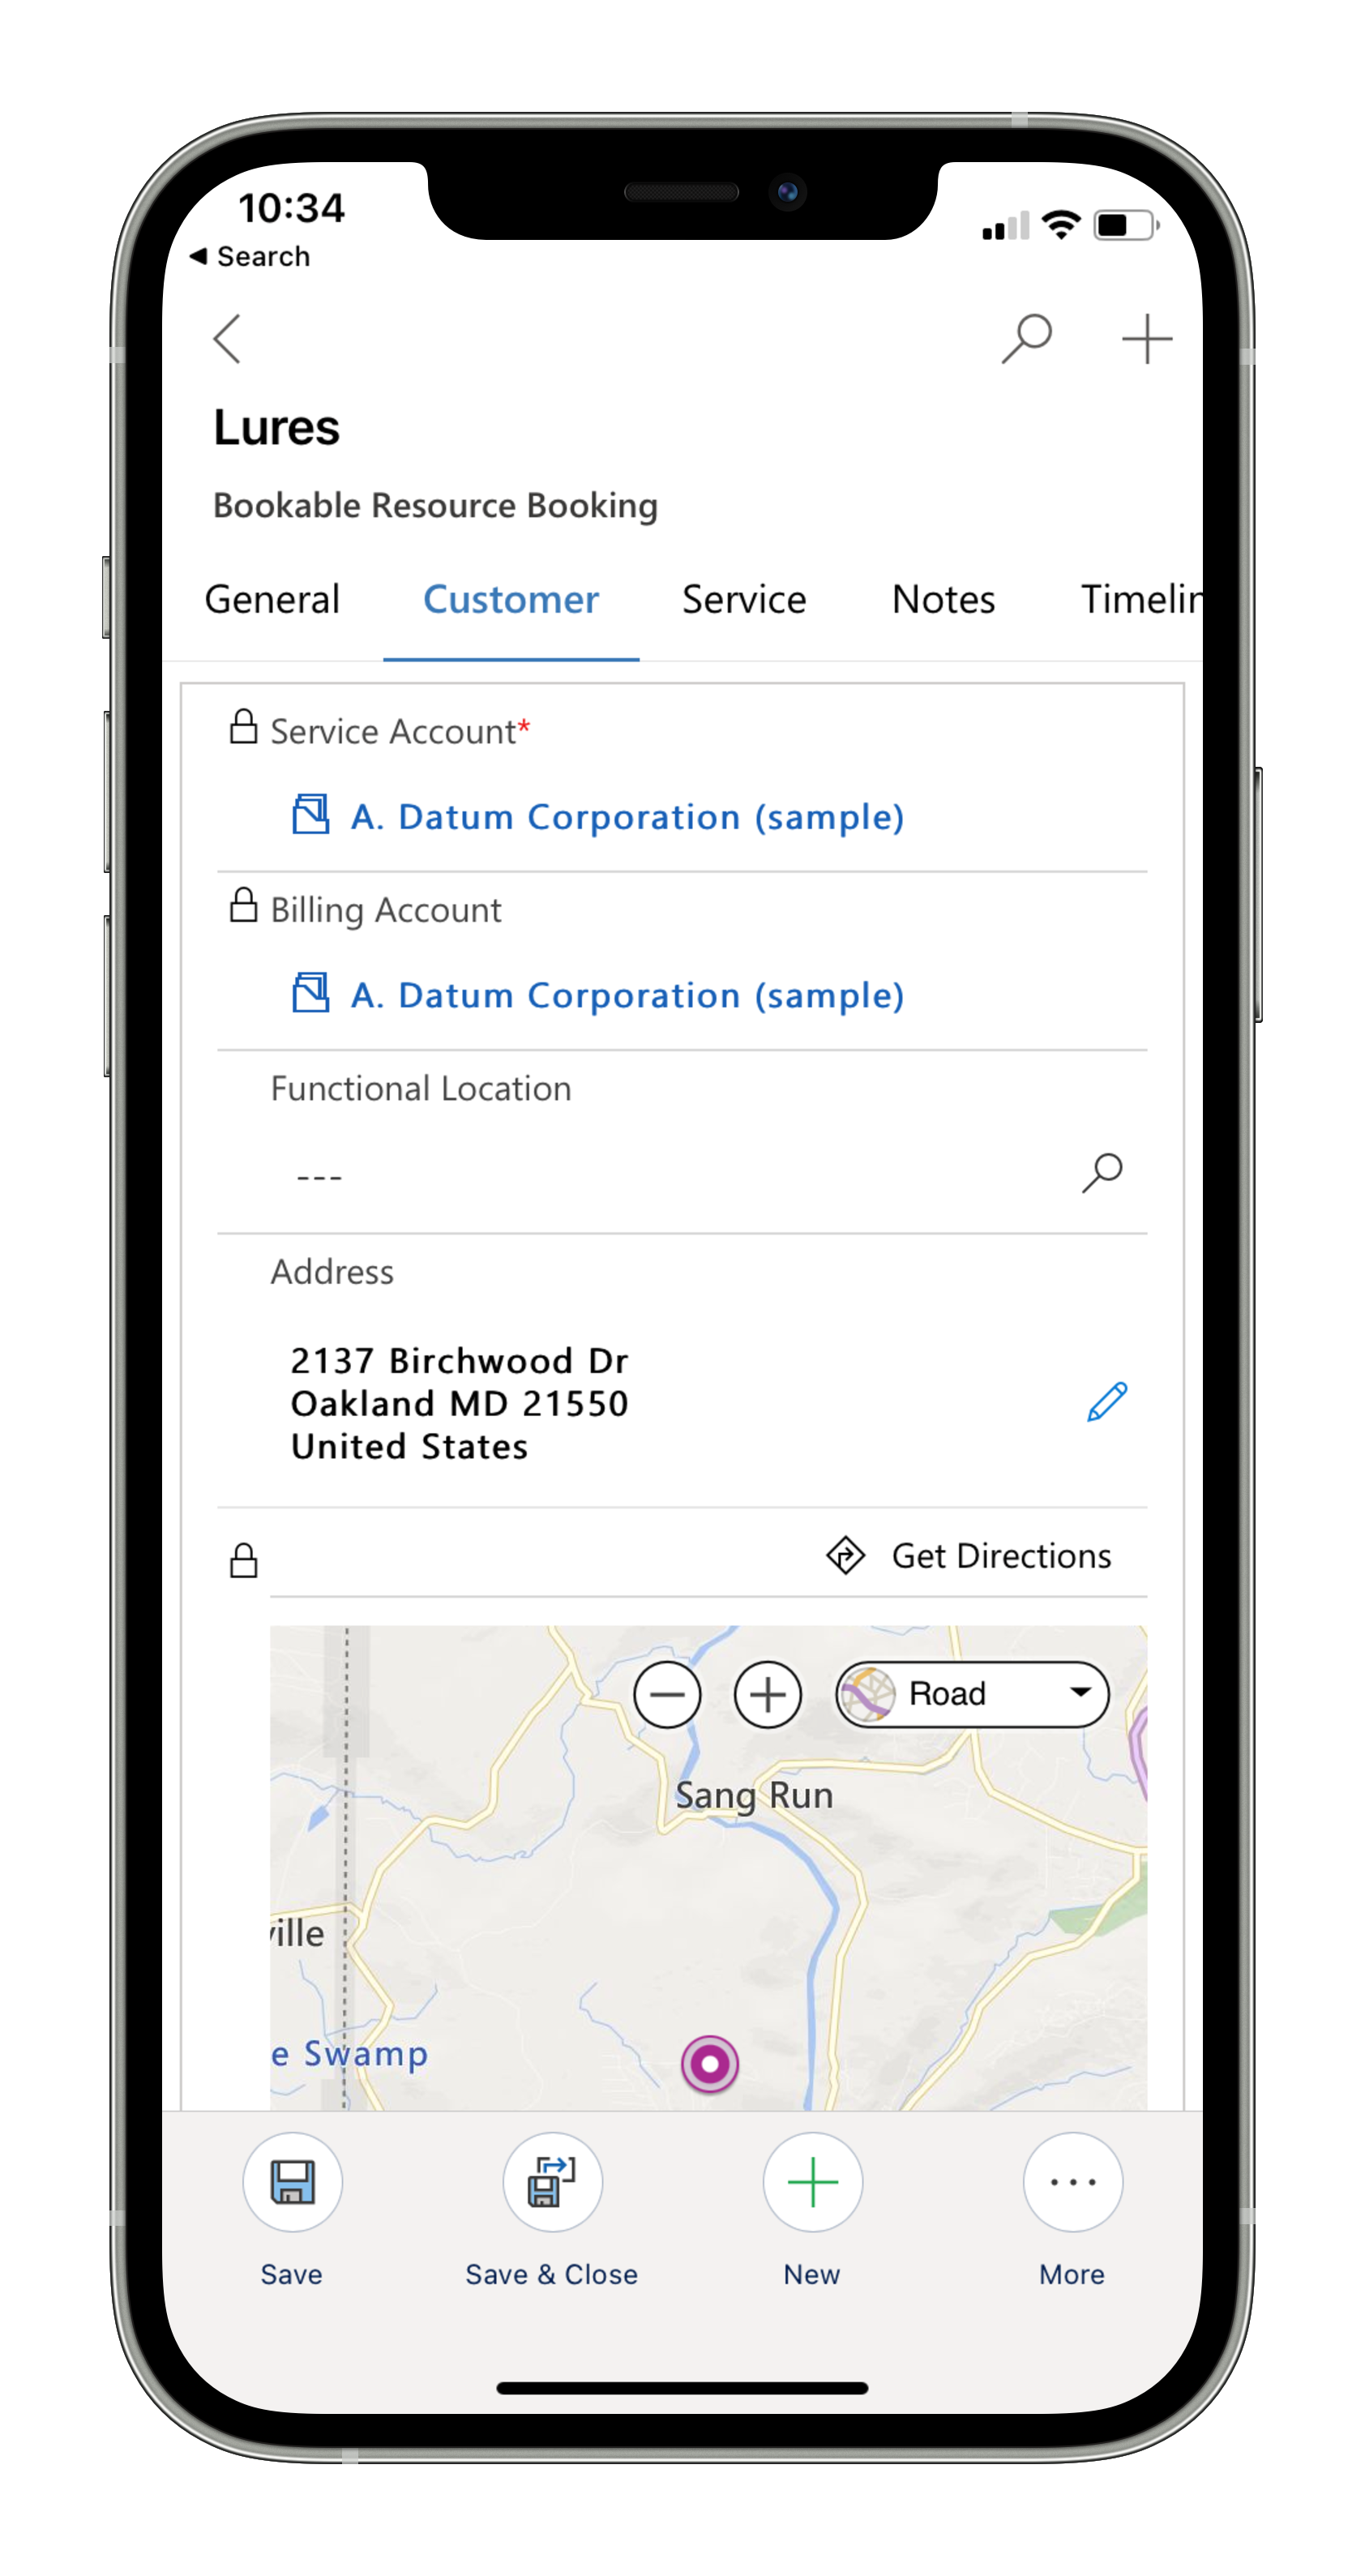 10:34
Search
Lures
Bookable Resource Booking
General Customer Service Notes Timelin
Service Account*
A. Datum Corporation (sample)
Billing Account
A. Datum Corporation (sample)
Functional Location
---
Address
2137 Birchwood Dr
Oakland MD 21550
United States
Get Directions
Road
Sang Run
ville
e Swamp
Save Save & Close New More